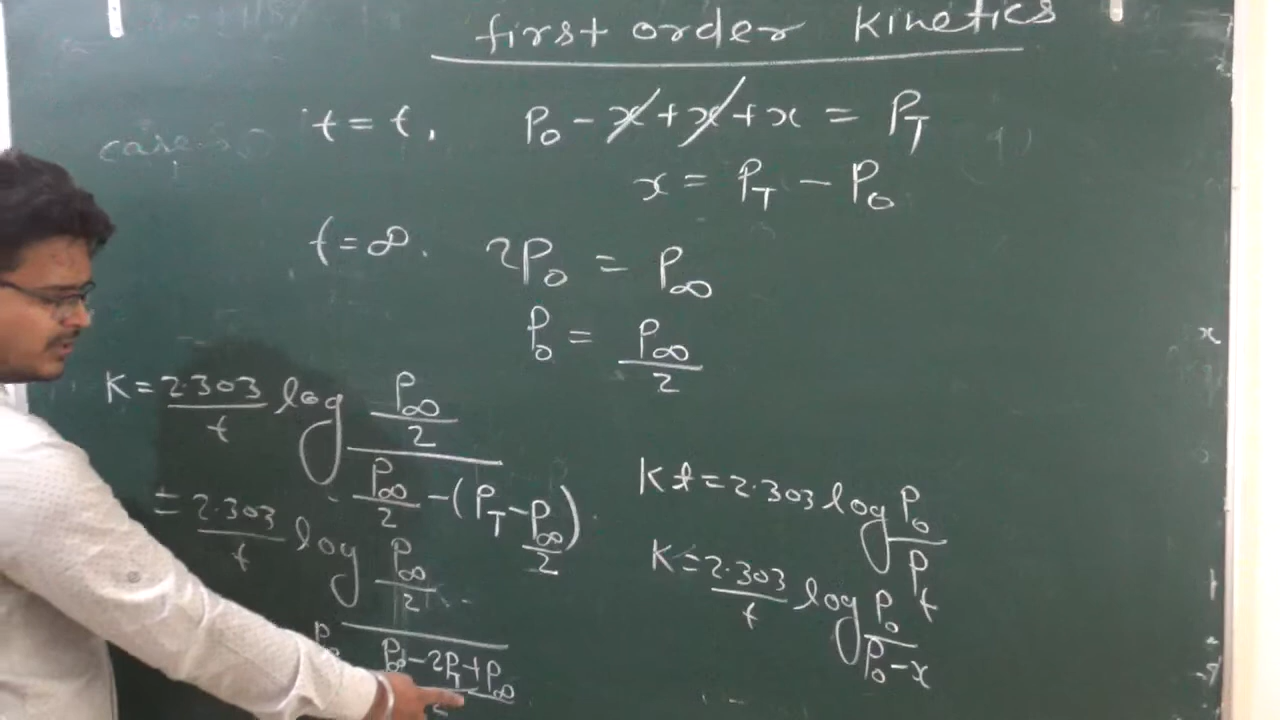 first order Kinetics
t = t, P₀ - x + x + x = P_T
x = P_T - P₀
t = ∞. 2P₀ = P∞
P₀ = P∞/2
K = 2.303/t log (P∞/2)/(P∞/2 - (P_T - P∞/2))
= 2.303/t log (P∞/2)/((P∞ - 2P_T + P∞)/2)
Kt = 2.303 log P₀/P_t
K = 2.303/t log P₀/(P₀ - x)